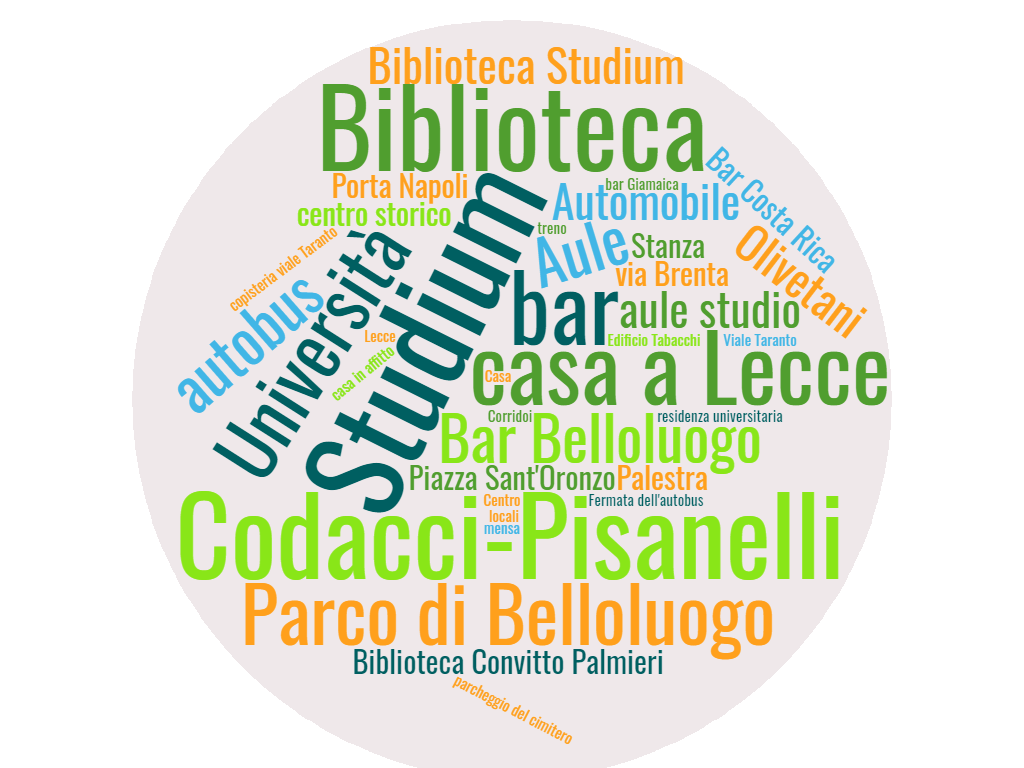 Biblioteca Studium
Biblioteca
Bar Costa Rica
Porta Napoli
bar Giamaica
Automobile
centro storico
treno
Studium
Università
Aule
Stanza
Olivetani
copisteria viale Taranto
via Brenta
autobus
bar
aule studio
Lecce
Edificio Tabacchi
Viale Taranto
casa in affitto
casa a Lecce
Casa
Corridoi
residenza universitaria
Bar Belloluogo
Piazza Sant'Oronzo
Palestra
Centro
Fermata dell'autobus
locali
mensa
Codacci-Pisanelli
Parco di Belloluogo
Biblioteca Convitto Palmieri
parcheggio del cimitero